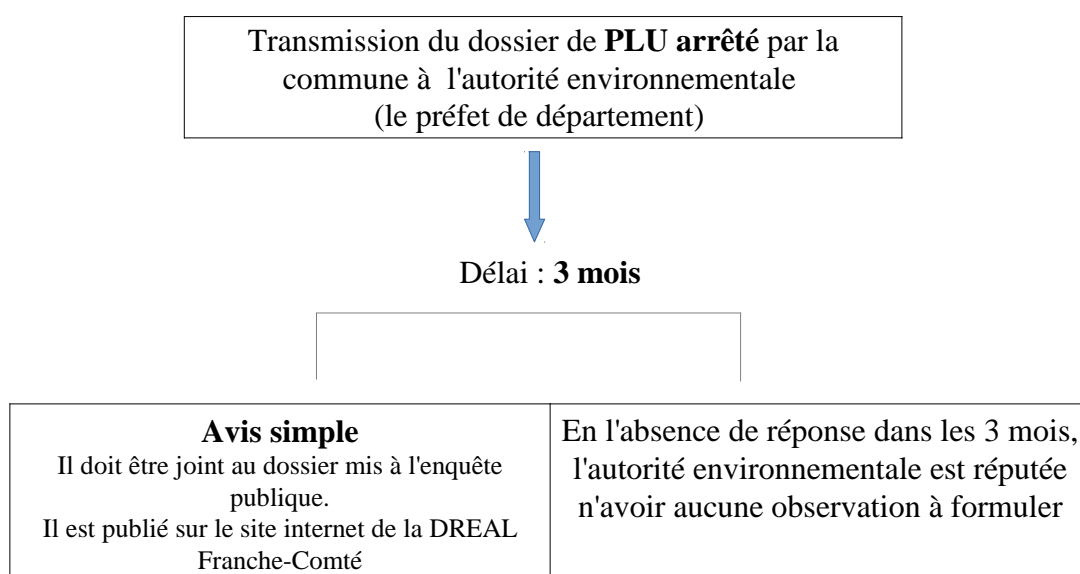 Transmission du dossier de PLU arrêté par la
commune à l'autorité environnementale
(le préfet de département)
Délai : 3 mois
Avis simple
Il doit être joint au dossier mis à l'enquête
publique.
Il est publié sur le site internet de la DREAL
Franche-Comté
En l'absence de réponse dans les 3 mois,
l'autorité environnementale est réputée
n'avoir aucune observation à formuler